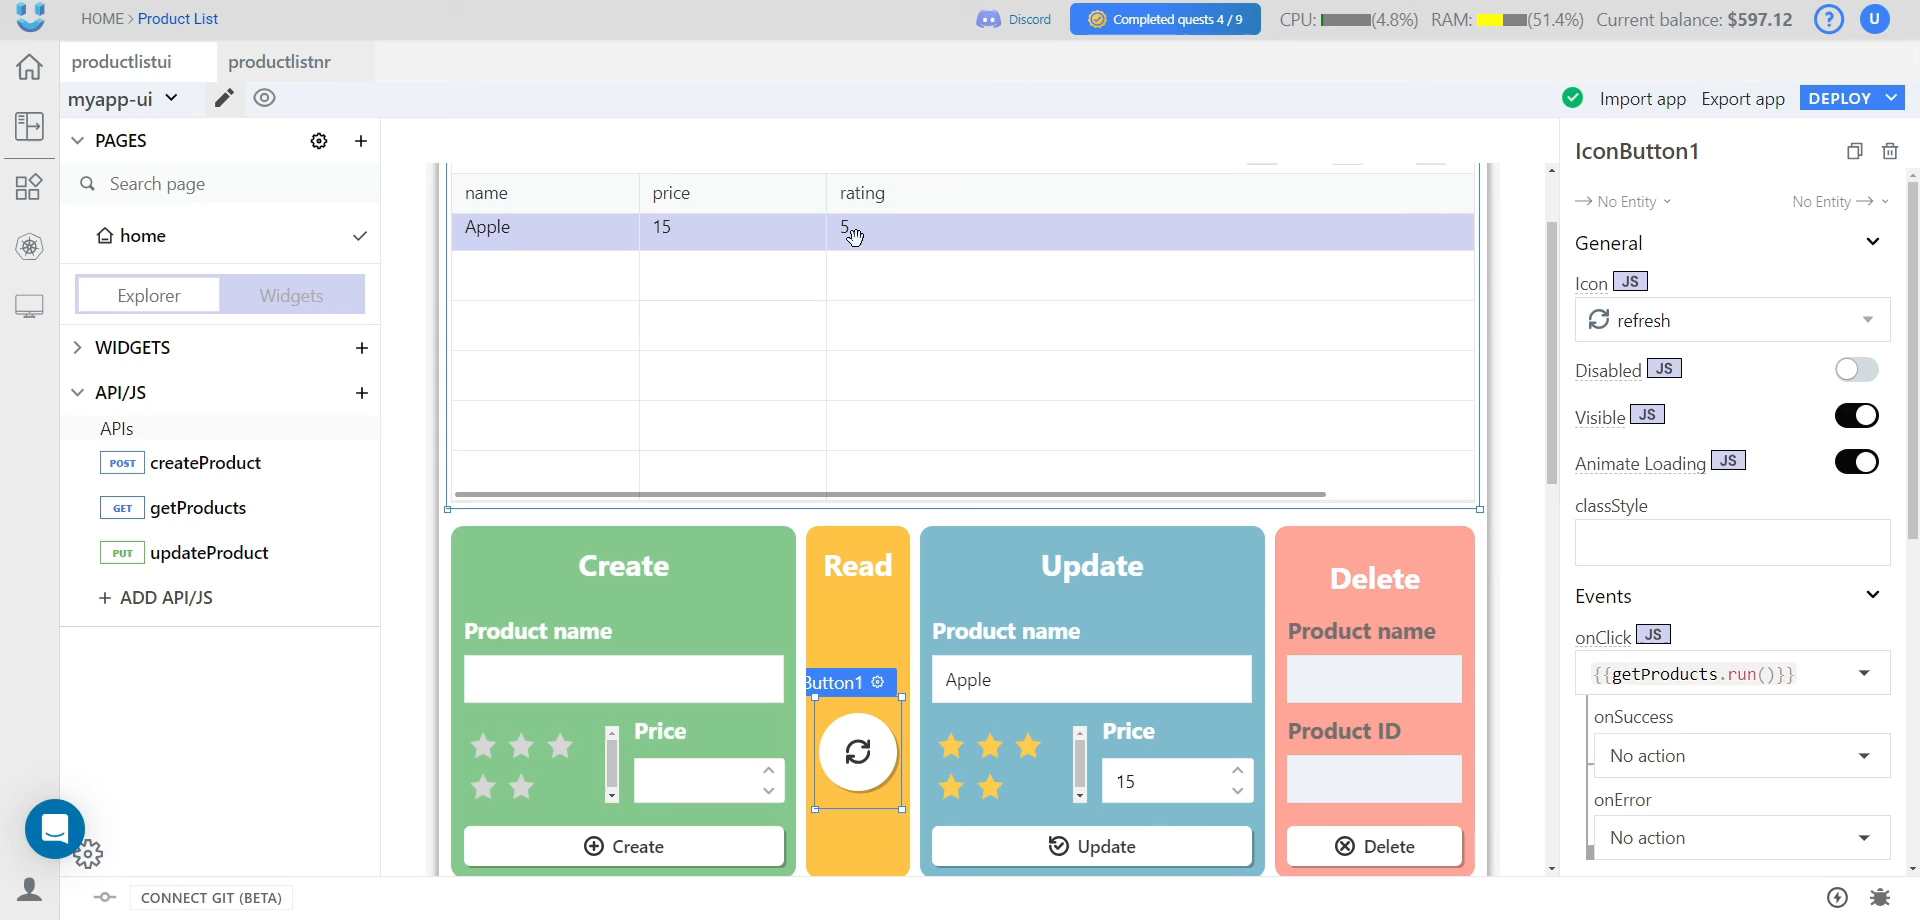 HOME > Product List
Discord
Completed quests 4 / 9
CPU: (4.8%) RAM: (51.4%) Current balance: $597.12
?
U
productlistui
productlistnr
myapp-ui
Import app
Export app
DEPLOY
PAGES
Search page
home
Explorer
Widgets
WIDGETS
API/JS
APIs
POST createProduct
GET getProducts
PUT updateProduct
+ ADD API/JS
name price rating
Apple 15 5
Create
Product name
Price
Create
Read
Button1
Update
Product name
Apple
Price
15
Update
Delete
Product name
Product ID
Delete
IconButton1
No Entity
No Entity
General
Icon JS
refresh
Disabled JS
Visible JS
Animate Loading JS
classStyle
Events
onClick JS
{{getProducts.run()}}
onSuccess
No action
onError
No action
CONNECT GIT (BETA)